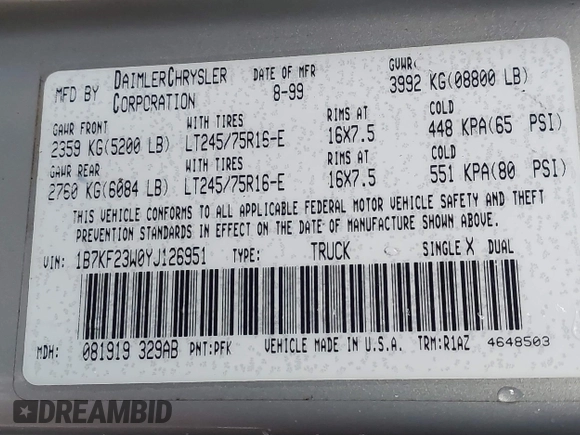 MFD BY DAIMLERCHRYSLER CORPORATION DATE OF MFR 8-99 GVWR 3992 KG(08800 LB)
GAWR FRONT WITH TIRES RIMS AT COLD
2359 KG(5200 LB) LT245/75R16-E 16X7.5 448 KPA(65 PSI)
GAWR REAR WITH TIRES RIMS AT COLD
2760 KG(6084 LB) LT245/75R16-E 16X7.5 551 KPA(80 PSI)
THIS VEHICLE CONFORMS TO ALL APPLICABLE FEDERAL MOTOR VEHICLE SAFETY AND THEFT
PREVENTION STANDARDS IN EFFECT ON THE DATE OF MANUFACTURE SHOWN ABOVE.
VIN: 1B7KF23W0YJ126951 TYPE: TRUCK SINGLE X DUAL
MDH: 081919 329AB PNT:PFK VEHICLE MADE IN U.S.A. TRM:R1AZ 4648503
DREAMBID